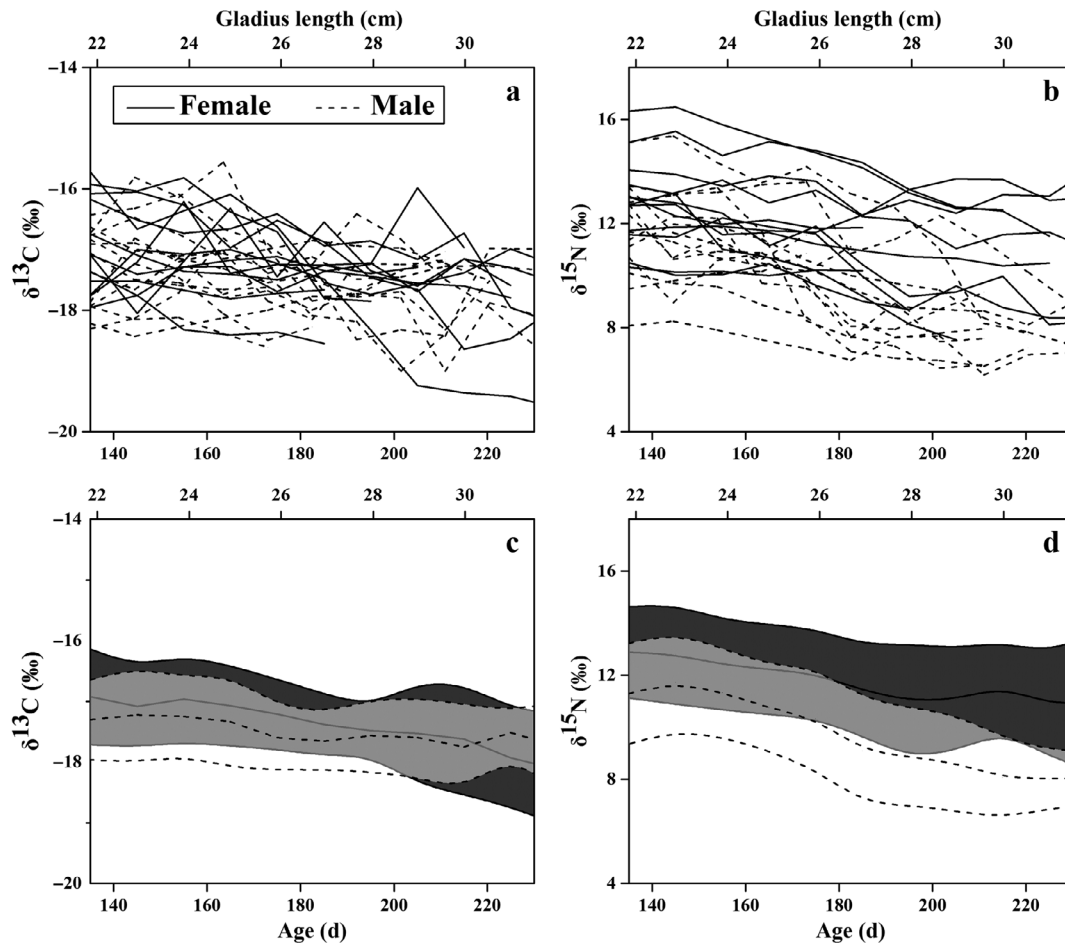 Gladius length (cm)
22 24 26 28 30
Gladius length (cm)
22 24 26 28 30
−14
−16
−18
−20
δ13C (‰)
Female
Male
a
140 160 180 200 220
16
12
8
4
δ15N (‰)
b
140 160 180 200 220
22 24 26 28 30
22 24 26 28 30
−14
−16
−18
−20
δ13C (‰)
c
140 160 180 200 220
Age (d)
16
12
8
4
δ15N (‰)
d
140 160 180 200 220
Age (d)